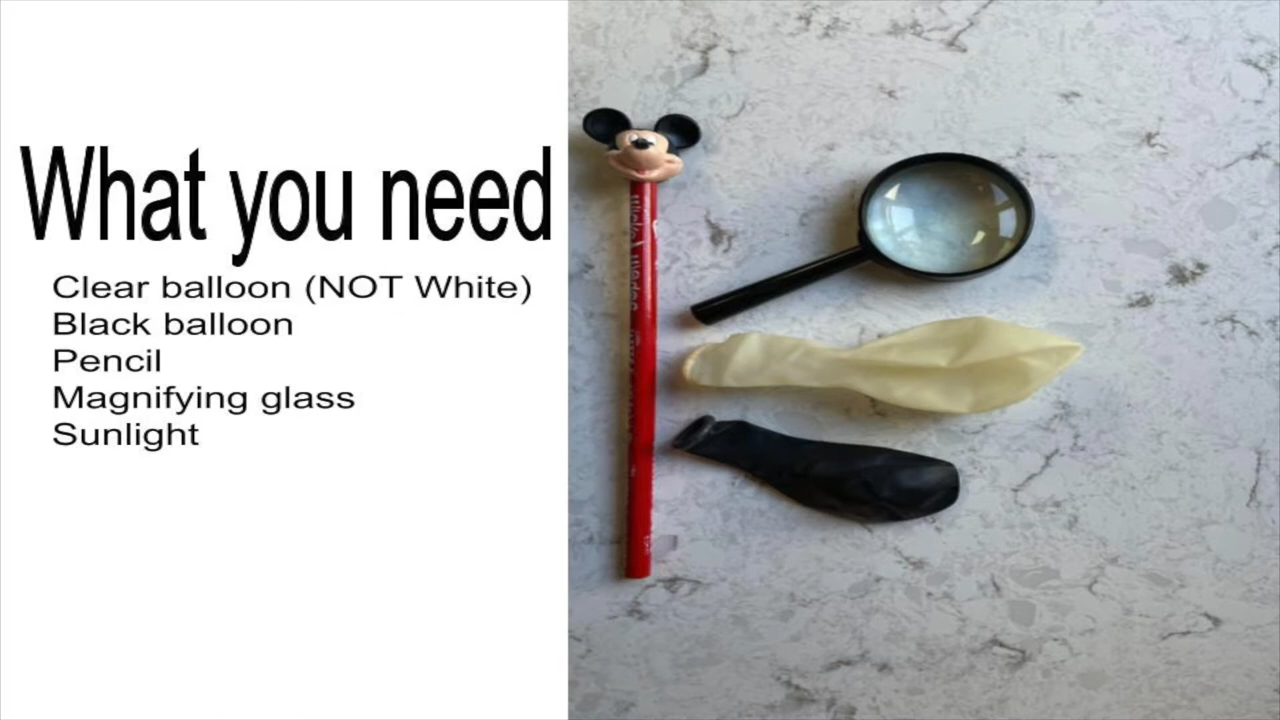 What you need
Clear balloon (NOT White)
Black balloon
Pencil
Magnifying glass
Sunlight